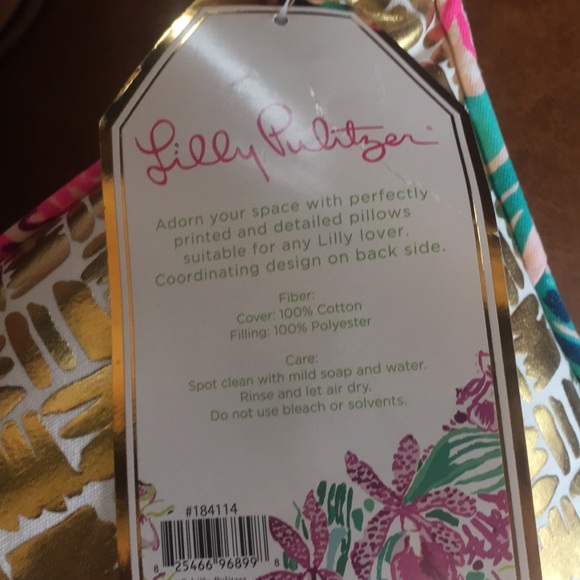 Lilly Pulitzer
Adorn your space with perfectly
printed and detailed pillows
suitable for any Lilly lover.
Coordinating design on back side.
Fiber:
Cover: 100% Cotton
Filling: 100% Polyester
Care:
Spot clean with mild soap and water.
Rinse and let air dry.
Do not use bleach or solvents.
#184114
8 25466 96899 8
Lilly Pulitzer